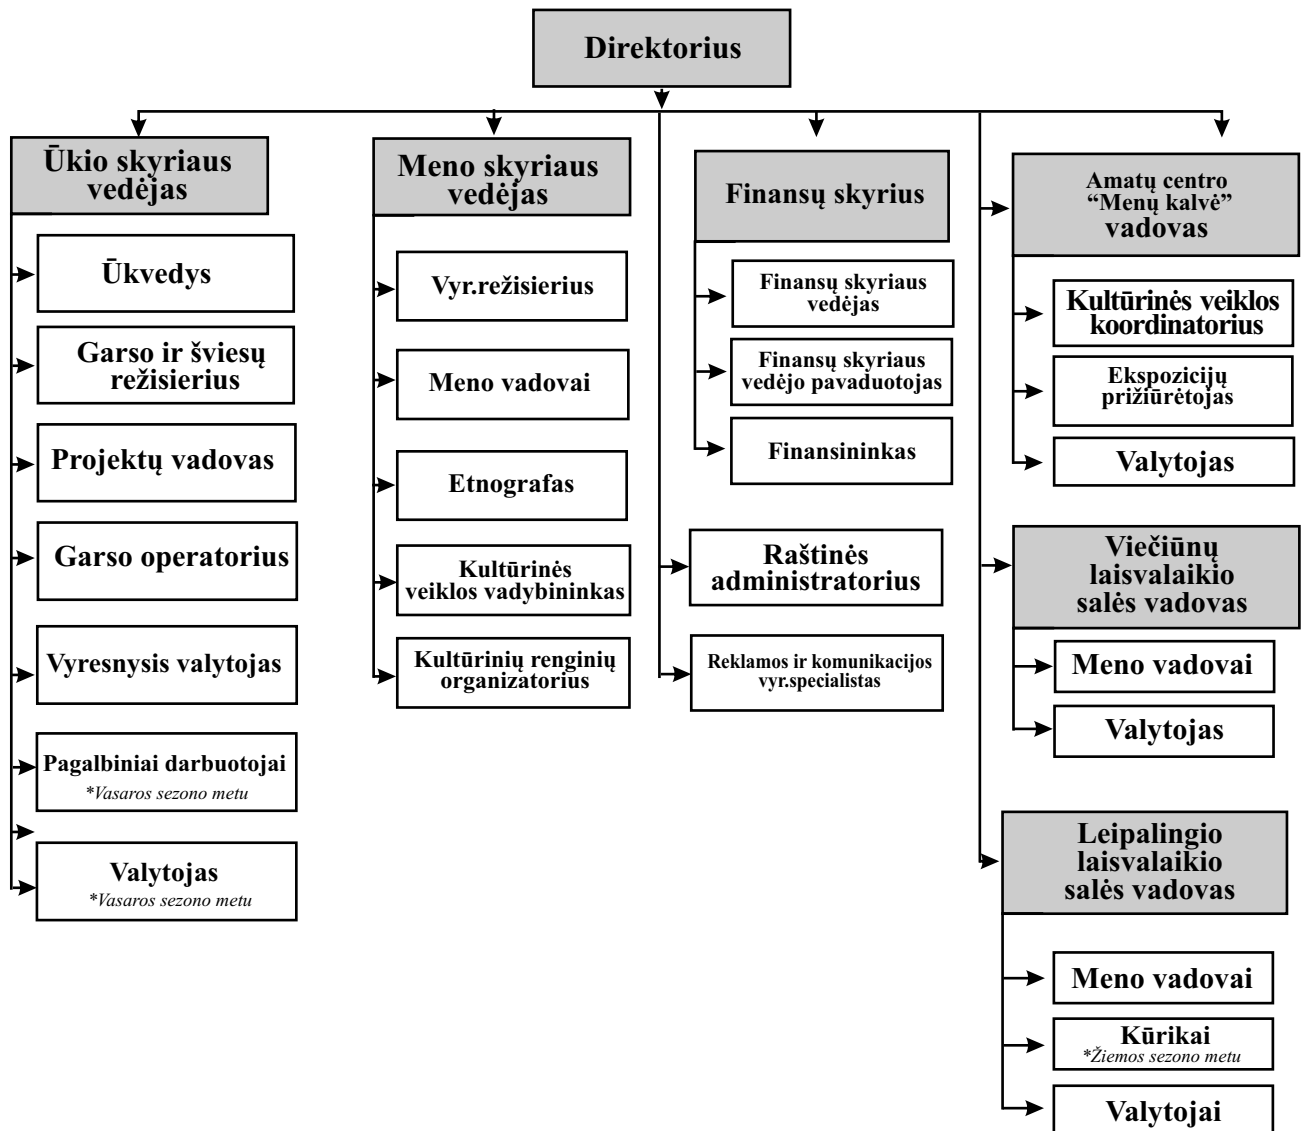 Direktorius
Ūkio skyriaus
vedėjas
Ūkvedys
Garso ir šviesų
režisierius
Projektų vadovas
Garso operatorius
Vyresnysis valytojas
Pagalbiniai darbuotojai
*Vasaros sezono metu
Valytojas
*Vasaros sezono metu
Meno skyriaus
vedėjas
Vyr.režisierius
Meno vadovai
Etnografas
Kultūrinės
veiklos vadybininkas
Kultūrinių renginių
organizatorius
Finansų skyrius
Finansų skyriaus
vedėjas
Finansų skyriaus
vedėjo pavaduotojas
Finansininkas
Raštinės
administratorius
Reklamos ir komunikacijos
vyr.specialistas
Amatų centro
“Menų kalvė”
vadovas
Kultūrinės veiklos
koordinatorius
Ekspozicijų
prižiūrėtojas
Valytojas
Viečiūnų
laisvalaikio
salės vadovas
Meno vadovai
Valytojas
Leipalingio
laisvalaikio
salės vadovas
Meno vadovai
Kūrikai
*Žiemos sezono metu
Valytojai